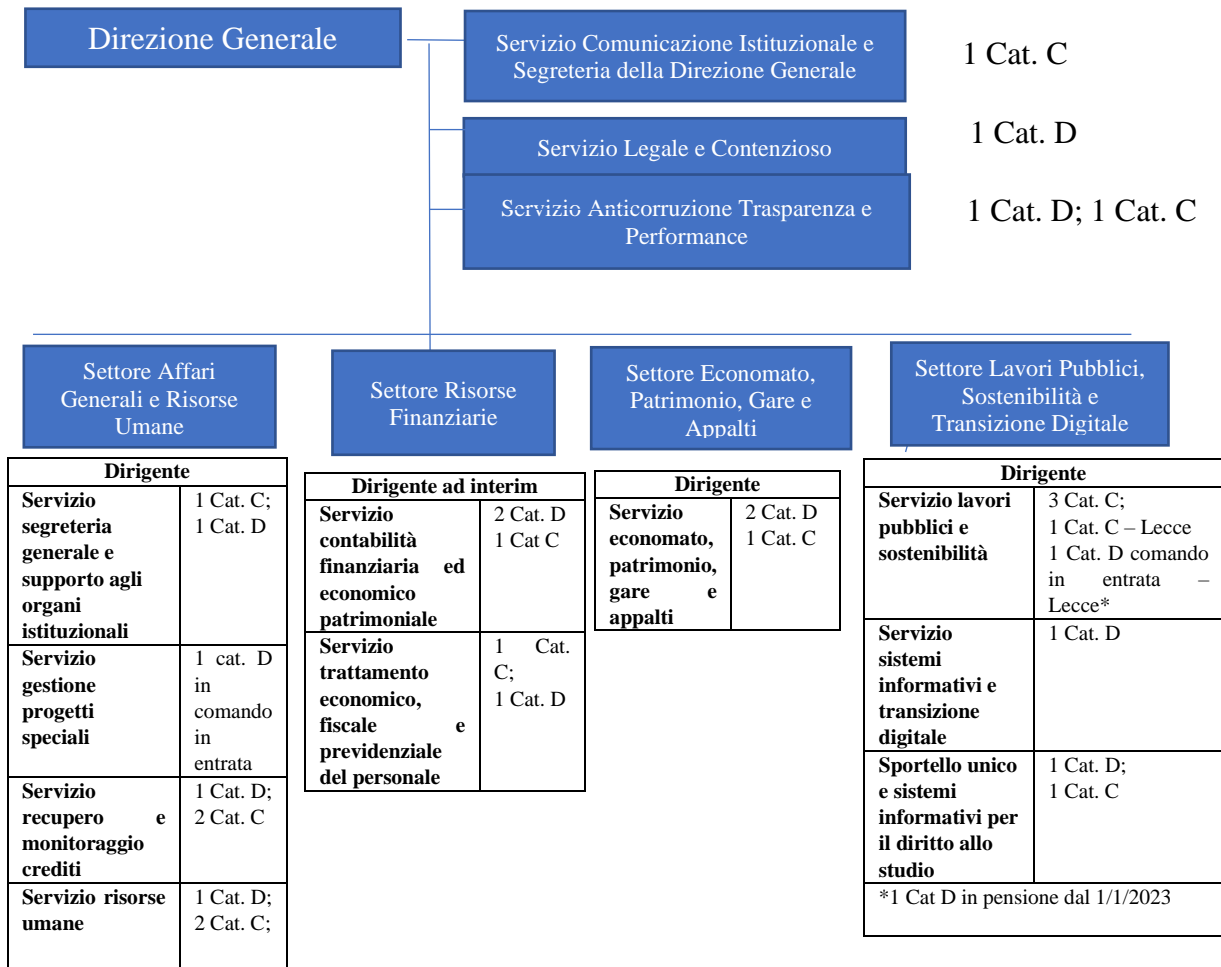 Direzione Generale
Servizio Comunicazione Istituzionale e
Segreteria della Direzione Generale
1 Cat. C
Servizio Legale e Contenzioso
1 Cat. D
Servizio Anticorruzione Trasparenza e
Performance
1 Cat. D; 1 Cat. C
Settore Affari
Generali e Risorse
Umane
Dirigente
Servizio
segreteria
generale e
supporto agli
organi
istituzionali
1 Cat. C;
1 Cat. D
Servizio
gestione
progetti
speciali
1 cat. D
in
comando
in
entrata
Servizio
recupero e
monitoraggio
crediti
1 Cat. D;
2 Cat. C
Servizio risorse
umane
1 Cat. D;
2 Cat. C;
Settore Risorse
Finanziarie
Dirigente ad interim
Servizio
contabilità
finanziaria ed
economico
patrimoniale
2 Cat. D
1 Cat C
Servizio
trattamento
economico,
fiscale e
previdenziale
del personale
1 Cat.
C;
1 Cat. D
Settore Economato,
Patrimonio, Gare e
Appalti
Dirigente
Servizio
economato,
patrimonio,
gare e
appalti
2 Cat. D
1 Cat. C
Settore Lavori Pubblici,
Sostenibilità e
Transizione Digitale
Dirigente
Servizio lavori
pubblici e
sostenibilità
3 Cat. C;
1 Cat. C – Lecce
1 Cat. D comando
in entrata –
Lecce*
Servizio
sistemi
informativi e
transizione
digitale
1 Cat. D
Sportello unico
e sistemi
informativi per
il diritto allo
studio
1 Cat. D;
1 Cat. C
*1 Cat D in pensione dal 1/1/2023